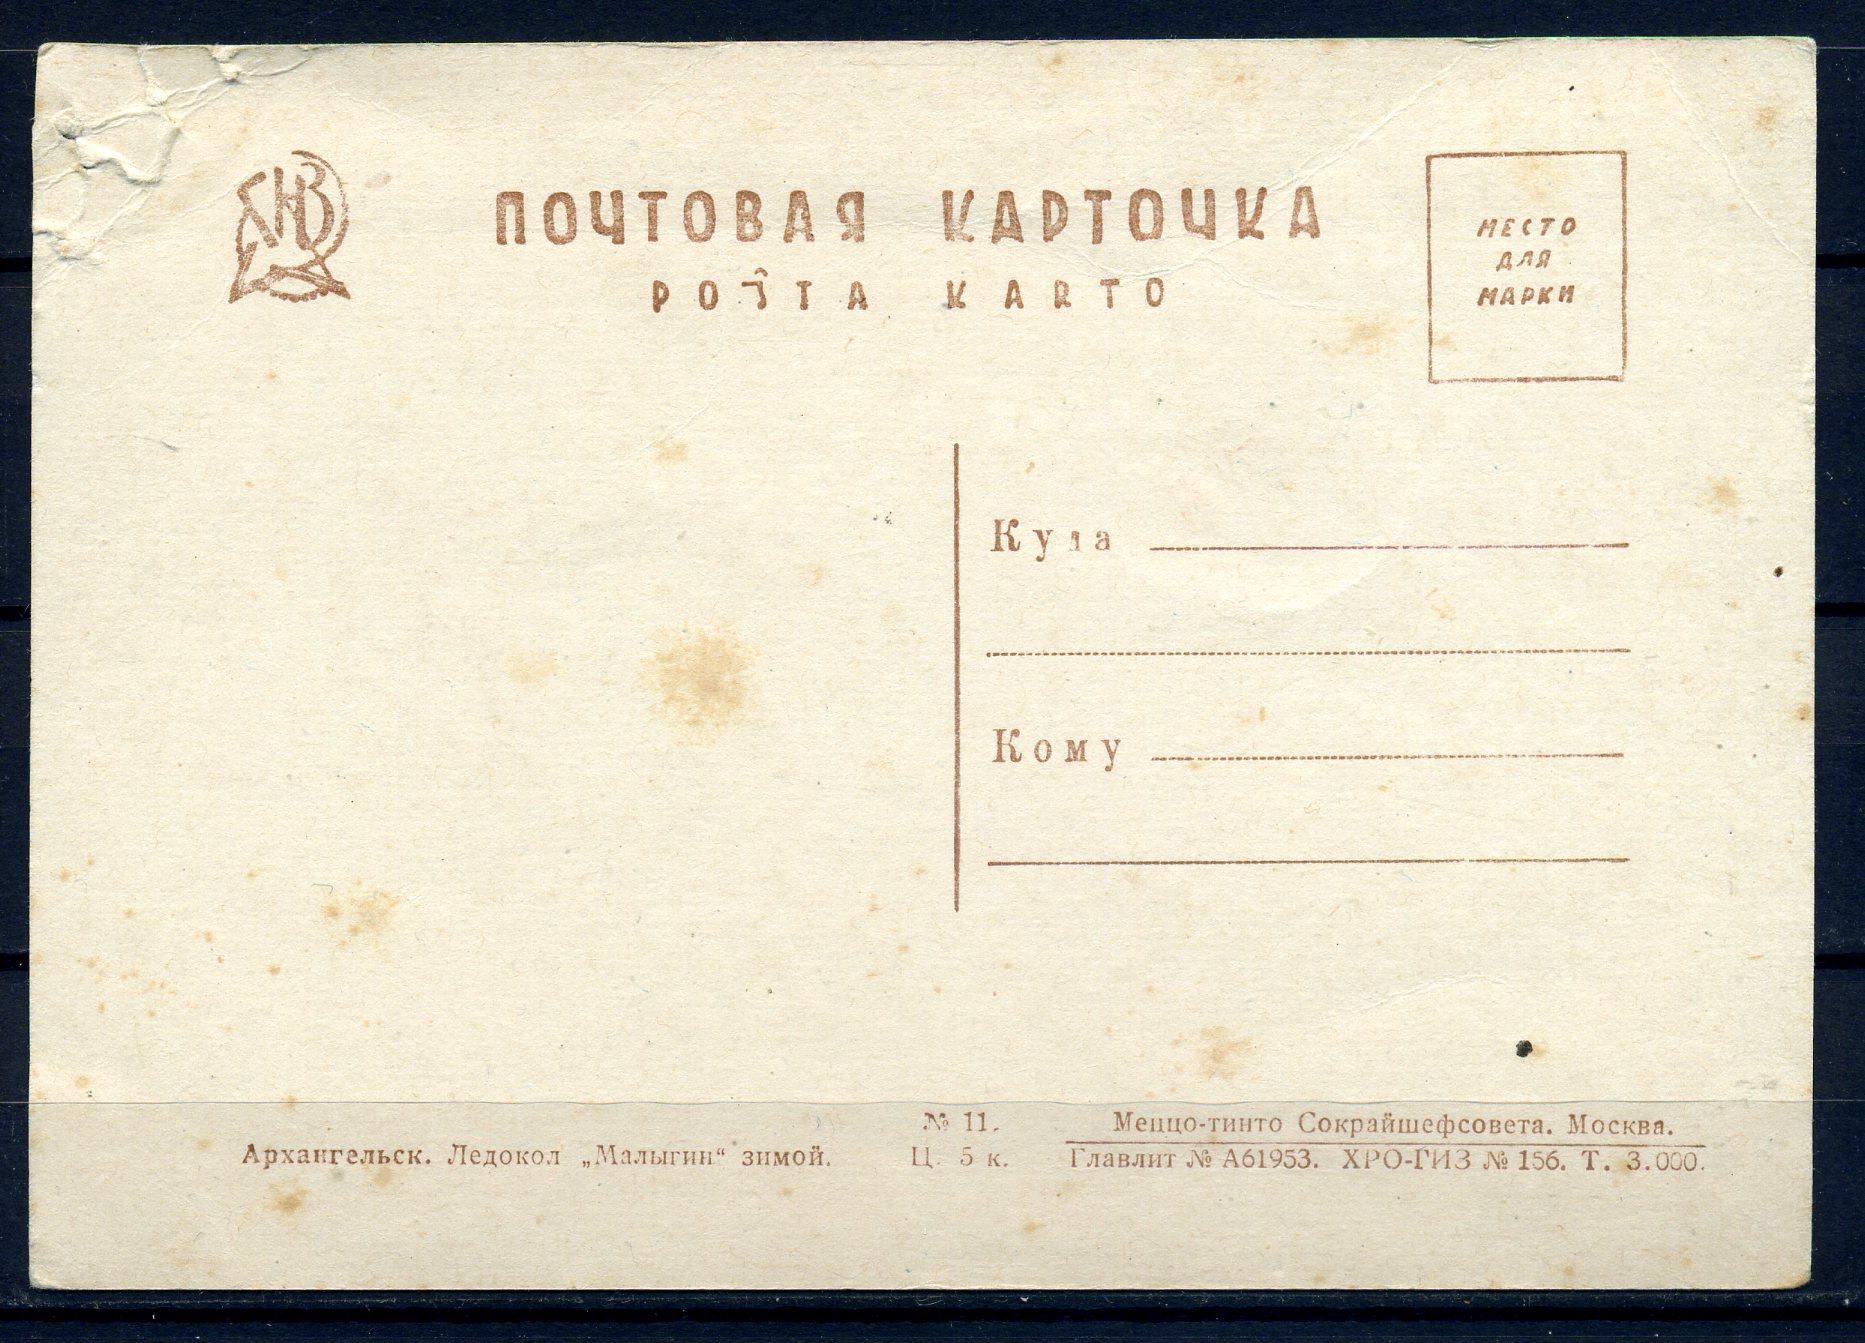 ПОЧТОВАЯ КАРТОЧКА
POŜTA KARTO
МЕСТО
ДЛЯ
МАРКИ
Куда
Кому
Архангельск. Ледокол „Малыгин“ зимой.
№ 11.
Ц. 5 к.
Меццо-тинто Сокрайшефсовета. Москва.
Главлит № А61953. ХРО-ГИЗ № 156. Т. 3.000.